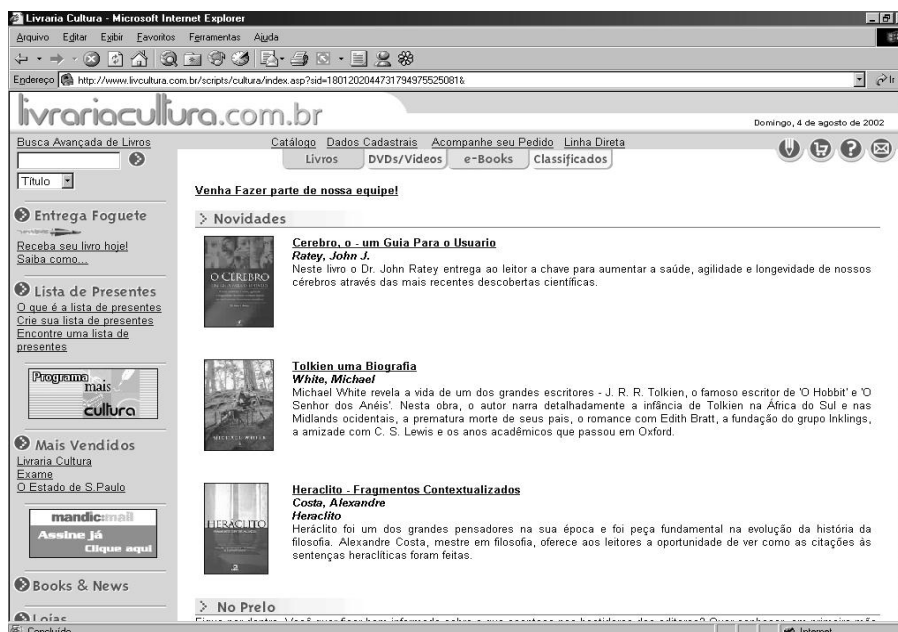 Livraria Cultura - Microsoft Internet Explorer
Arquivo Editar Exibir Favoritos Ferramentas Ajuda
Endereço http://www.livcultura.com.br/scripts/cultura/index.asp?sid=1801202044731794975525081& Ir
livrariacultura.com.br
Domingo, 4 de agosto de 2002
Busca Avançada de Livros
Título
Catálogo Dados Cadastrais Acompanhe seu Pedido Linha Direta
Livros DVDs/Videos e-Books Classificados
Entrega Foguete
Receba seu livro hoje!
Saiba como...
Lista de Presentes
O que é a lista de presentes
Crie sua lista de presentes
Encontre uma lista de
presentes
Programa
mais
cultura
Mais Vendidos
Livraria Cultura
Exame
O Estado de S.Paulo
mandic:mail
Assine já
Clique aqui
Books & News
Lojas
Venha Fazer parte de nossa equipe!
Novidades
O CÉREBRO
Cerebro, o - um Guia Para o Usuario
Ratey, John J.
Neste livro o Dr. John Ratey entrega ao leitor a chave para aumentar a saúde, agilidade e longevidade de nossos
cérebros através das mais recentes descobertas científicas.
MICHAEL WHITE
Tolkien uma Biografia
White, Michael
Michael White revela a vida de um dos grandes escritores - J. R. R. Tolkien, o famoso escritor de 'O Hobbit' e 'O
Senhor dos Anéis'. Nesta obra, o autor narra detalhadamente a infância de Tolkien na África do Sul e nas
Midlands ocidentais, a prematura morte de seus pais, o romance com Edith Bratt, a fundação do grupo Inklings,
a amizade com C. S. Lewis e os anos acadêmicos que passou em Oxford.
HERACLITO
Heraclito - Fragmentos Contextualizados
Costa, Alexandre
Heraclito
Heráclito foi um dos grandes pensadores na sua época e foi peça fundamental na evolução da história da
filosofia. Alexandre Costa, mestre em filosofia, oferece aos leitores a oportunidade de ver como as citações às
sentenças heraclíticas foram feitas.
No Prelo
Concluído
Internet